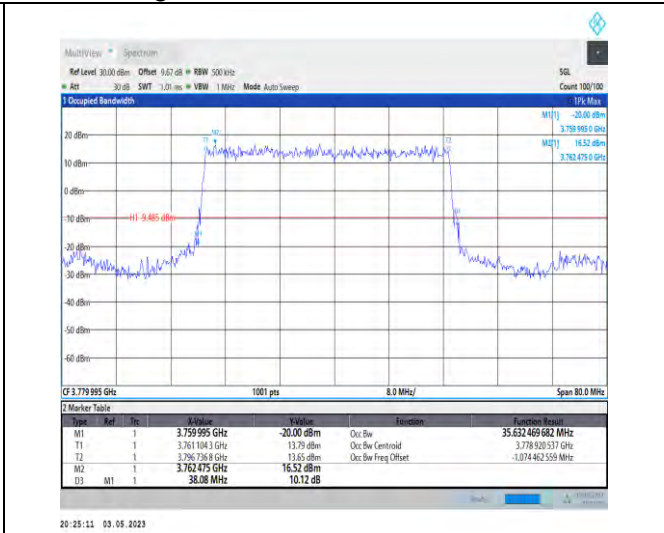 MultiView Spectrum
Ref Level 30.00 dBm Offset 9.67 dB RBW 500 kHz SGL
Att 30 dB SWT 1.01 ms VBW 1 MHz Mode Auto Sweep Count 100/100
1 Occupied Bandwidth 1Pk Max
M1[1] -20.00 dBm
3.759 995 0 GHz
M2[1] 16.52 dBm
3.762 475 0 GHz
20 dBm
10 dBm
0 dBm
-10 dBm H1 -9.485 dBm
-20 dBm
-30 dBm
-40 dBm
-50 dBm
-60 dBm
M2
T1
T2
CF 3.779 995 GHz 1001 pts 8.0 MHz/ Span 80.0 MHz
2 Marker Table
Type Ref Trc X-Value Y-Value Function Function Result
M1 1 3.759 995 GHz -20.00 dBm Occ Bw 35.632 469 682 MHz
T1 1 3.761 104 3 GHz 13.79 dBm Occ Bw Centroid 3.778 920 537 GHz
T2 1 3.796 736 8 GHz 13.65 dBm Occ Bw Freq Offset -1.074 462 559 MHz
M2 1 3.762 475 GHz 16.52 dBm
D3 M1 1 38.08 MHz 10.12 dB
20:25:11 03.05.2023